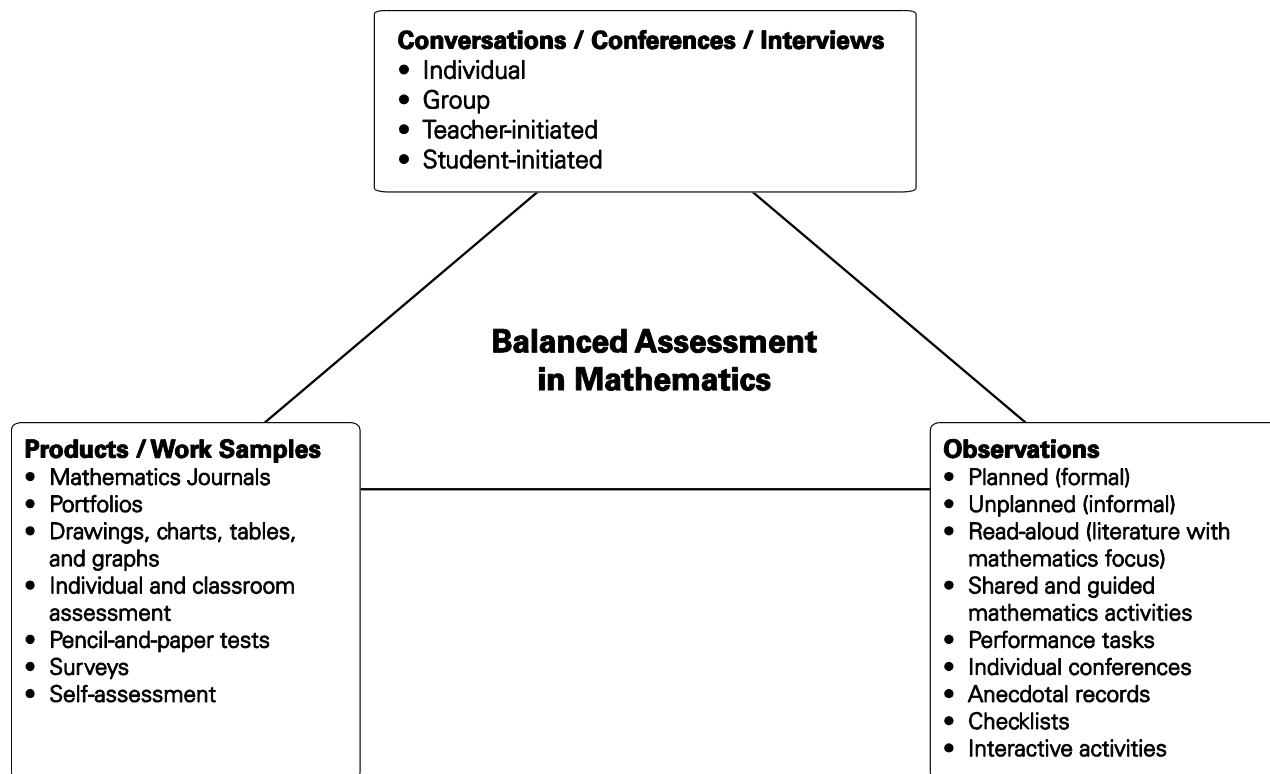 Conversations / Conferences / Interviews
• Individual
• Group
• Teacher-initiated
• Student-initiated
Balanced Assessment
in Mathematics
Products / Work Samples
• Mathematics Journals
• Portfolios
• Drawings, charts, tables,
and graphs
• Individual and classroom
assessment
• Pencil-and-paper tests
• Surveys
• Self-assessment
Observations
• Planned (formal)
• Unplanned (informal)
• Read-aloud (literature with
mathematics focus)
• Shared and guided
mathematics activities
• Performance tasks
• Individual conferences
• Anecdotal records
• Checklists
• Interactive activities